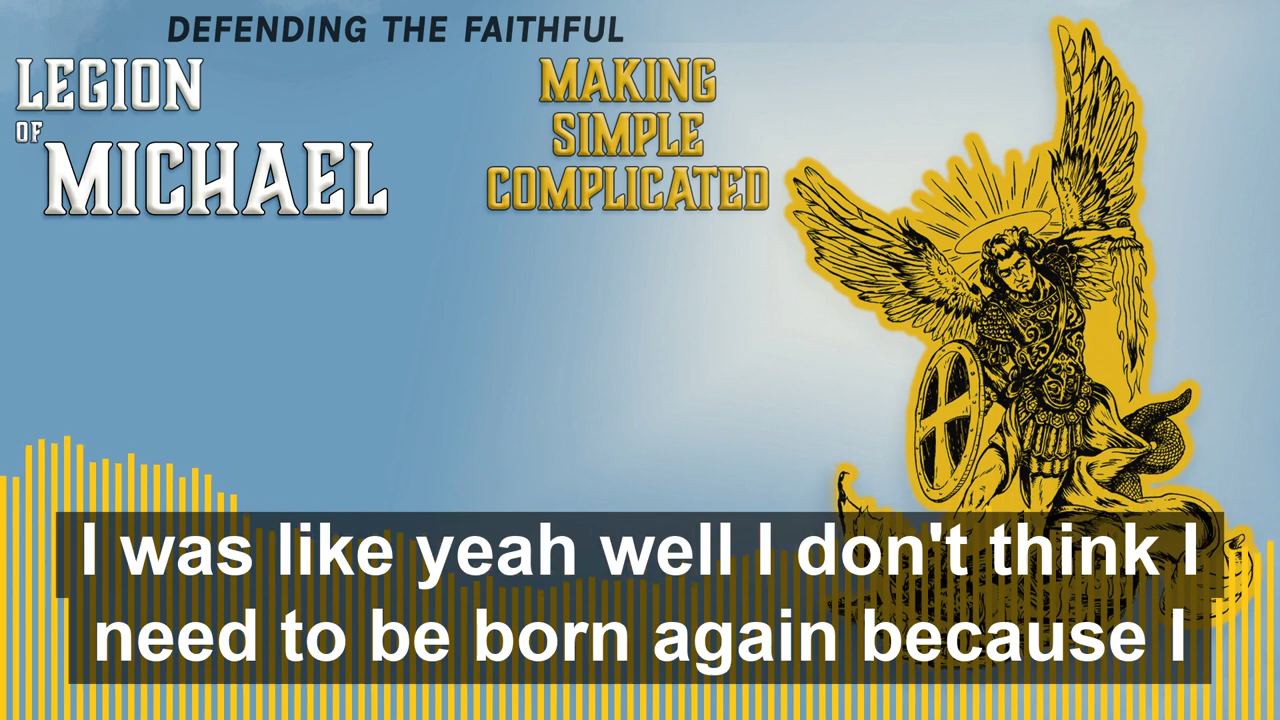 DEFENDING THE FAITHFUL
LEGION
OF
MICHAEL
MAKING
SIMPLE
COMPLICATED
I was like yeah well I don't think I
need to be born again because I